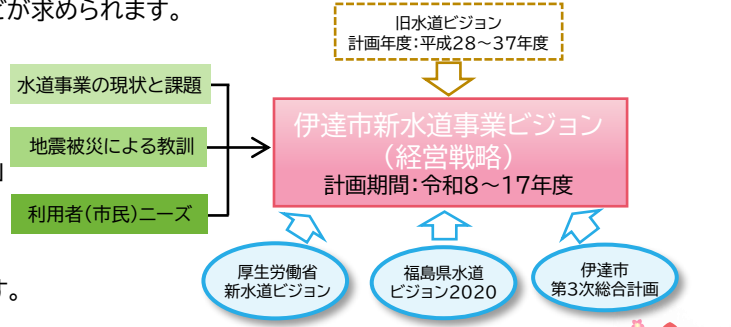 どが求められます。
旧水道ビジョン
計画年度：平成28～37年度
水道事業の現状と課題
地震被災による教訓
利用者（市民）ニーズ
伊達市新水道事業ビジョン
（経営戦略）
計画期間：令和8～17年度
厚生労働省
新水道ビジョン
福島県水道
ビジョン2020
伊達市
第3次総合計画
す。